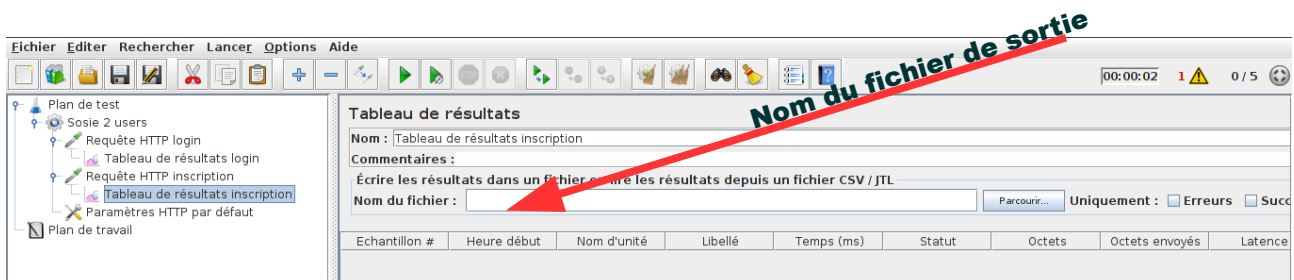 Nom du fichier de sortie
Fichier Editer Rechercher Lancer Options Aide
00:00:02 1 0 / 5
Plan de test
Sosie 2 users
Requête HTTP login
Tableau de résultats login
Requête HTTP inscription
Tableau de résultats inscription
Paramètres HTTP par défaut
Plan de travail
Tableau de résultats
Nom : Tableau de résultats inscription
Commentaires :
Écrire les résultats dans un fichier ou lire les résultats depuis un fichier CSV / JTL
Nom du fichier : Parcourir... Uniquement : Erreurs Succ
Echantillon # Heure début Nom d'unité Libellé Temps (ms) Statut Octets Octets envoyés Latence